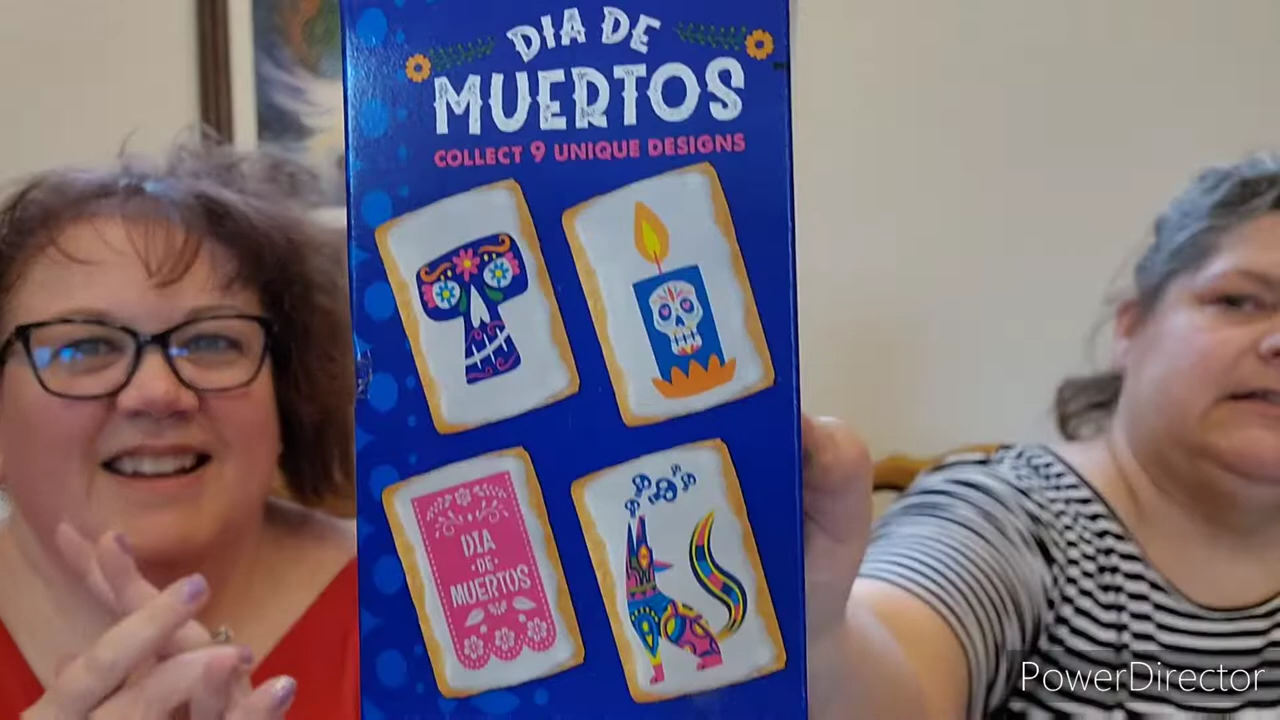 DIA DE
MUERTOS
COLLECT 9 UNIQUE DESIGNS
DIA
·DE·
MUERTOS
PowerDirector